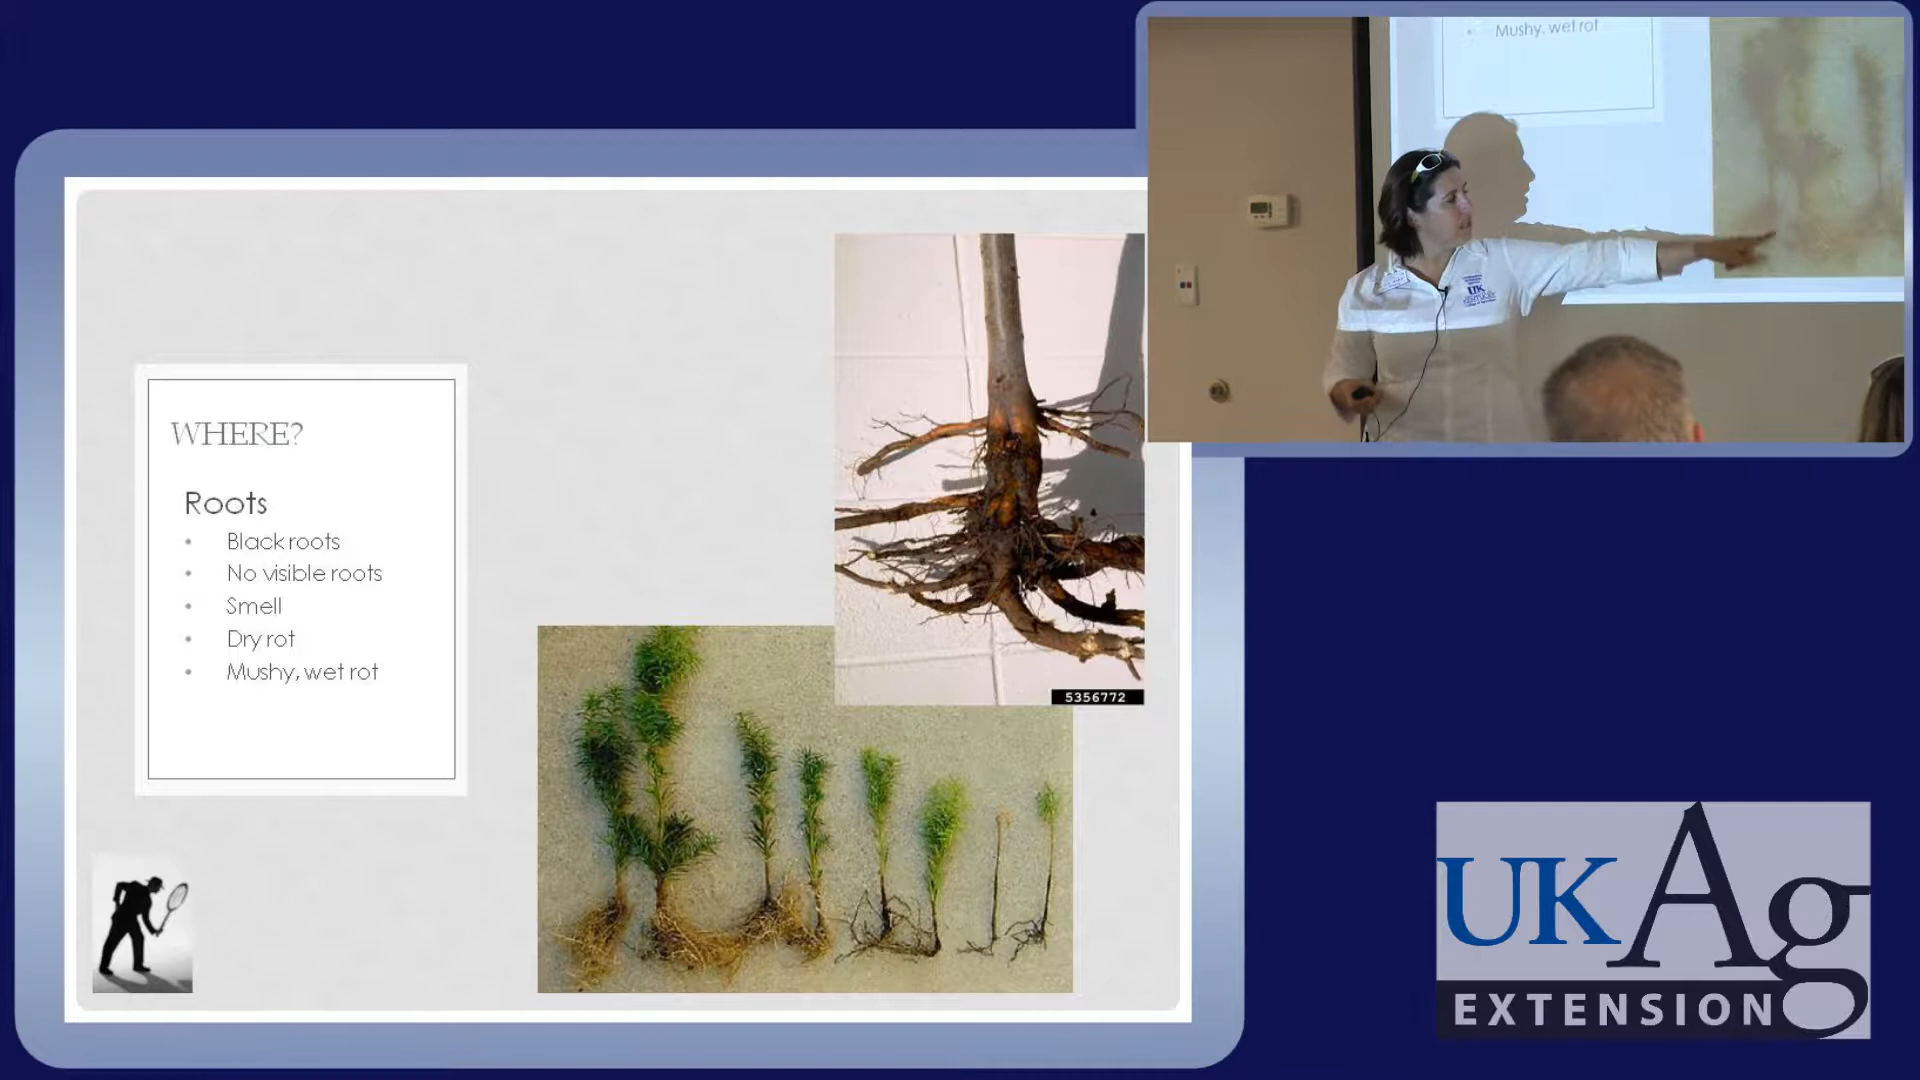 WHERE?
Roots
• Black roots
• No visible roots
• Smell
• Dry rot
• Mushy, wet rot
5356772
• Mushy, wet rot
UK
UKAg
EXTENSION